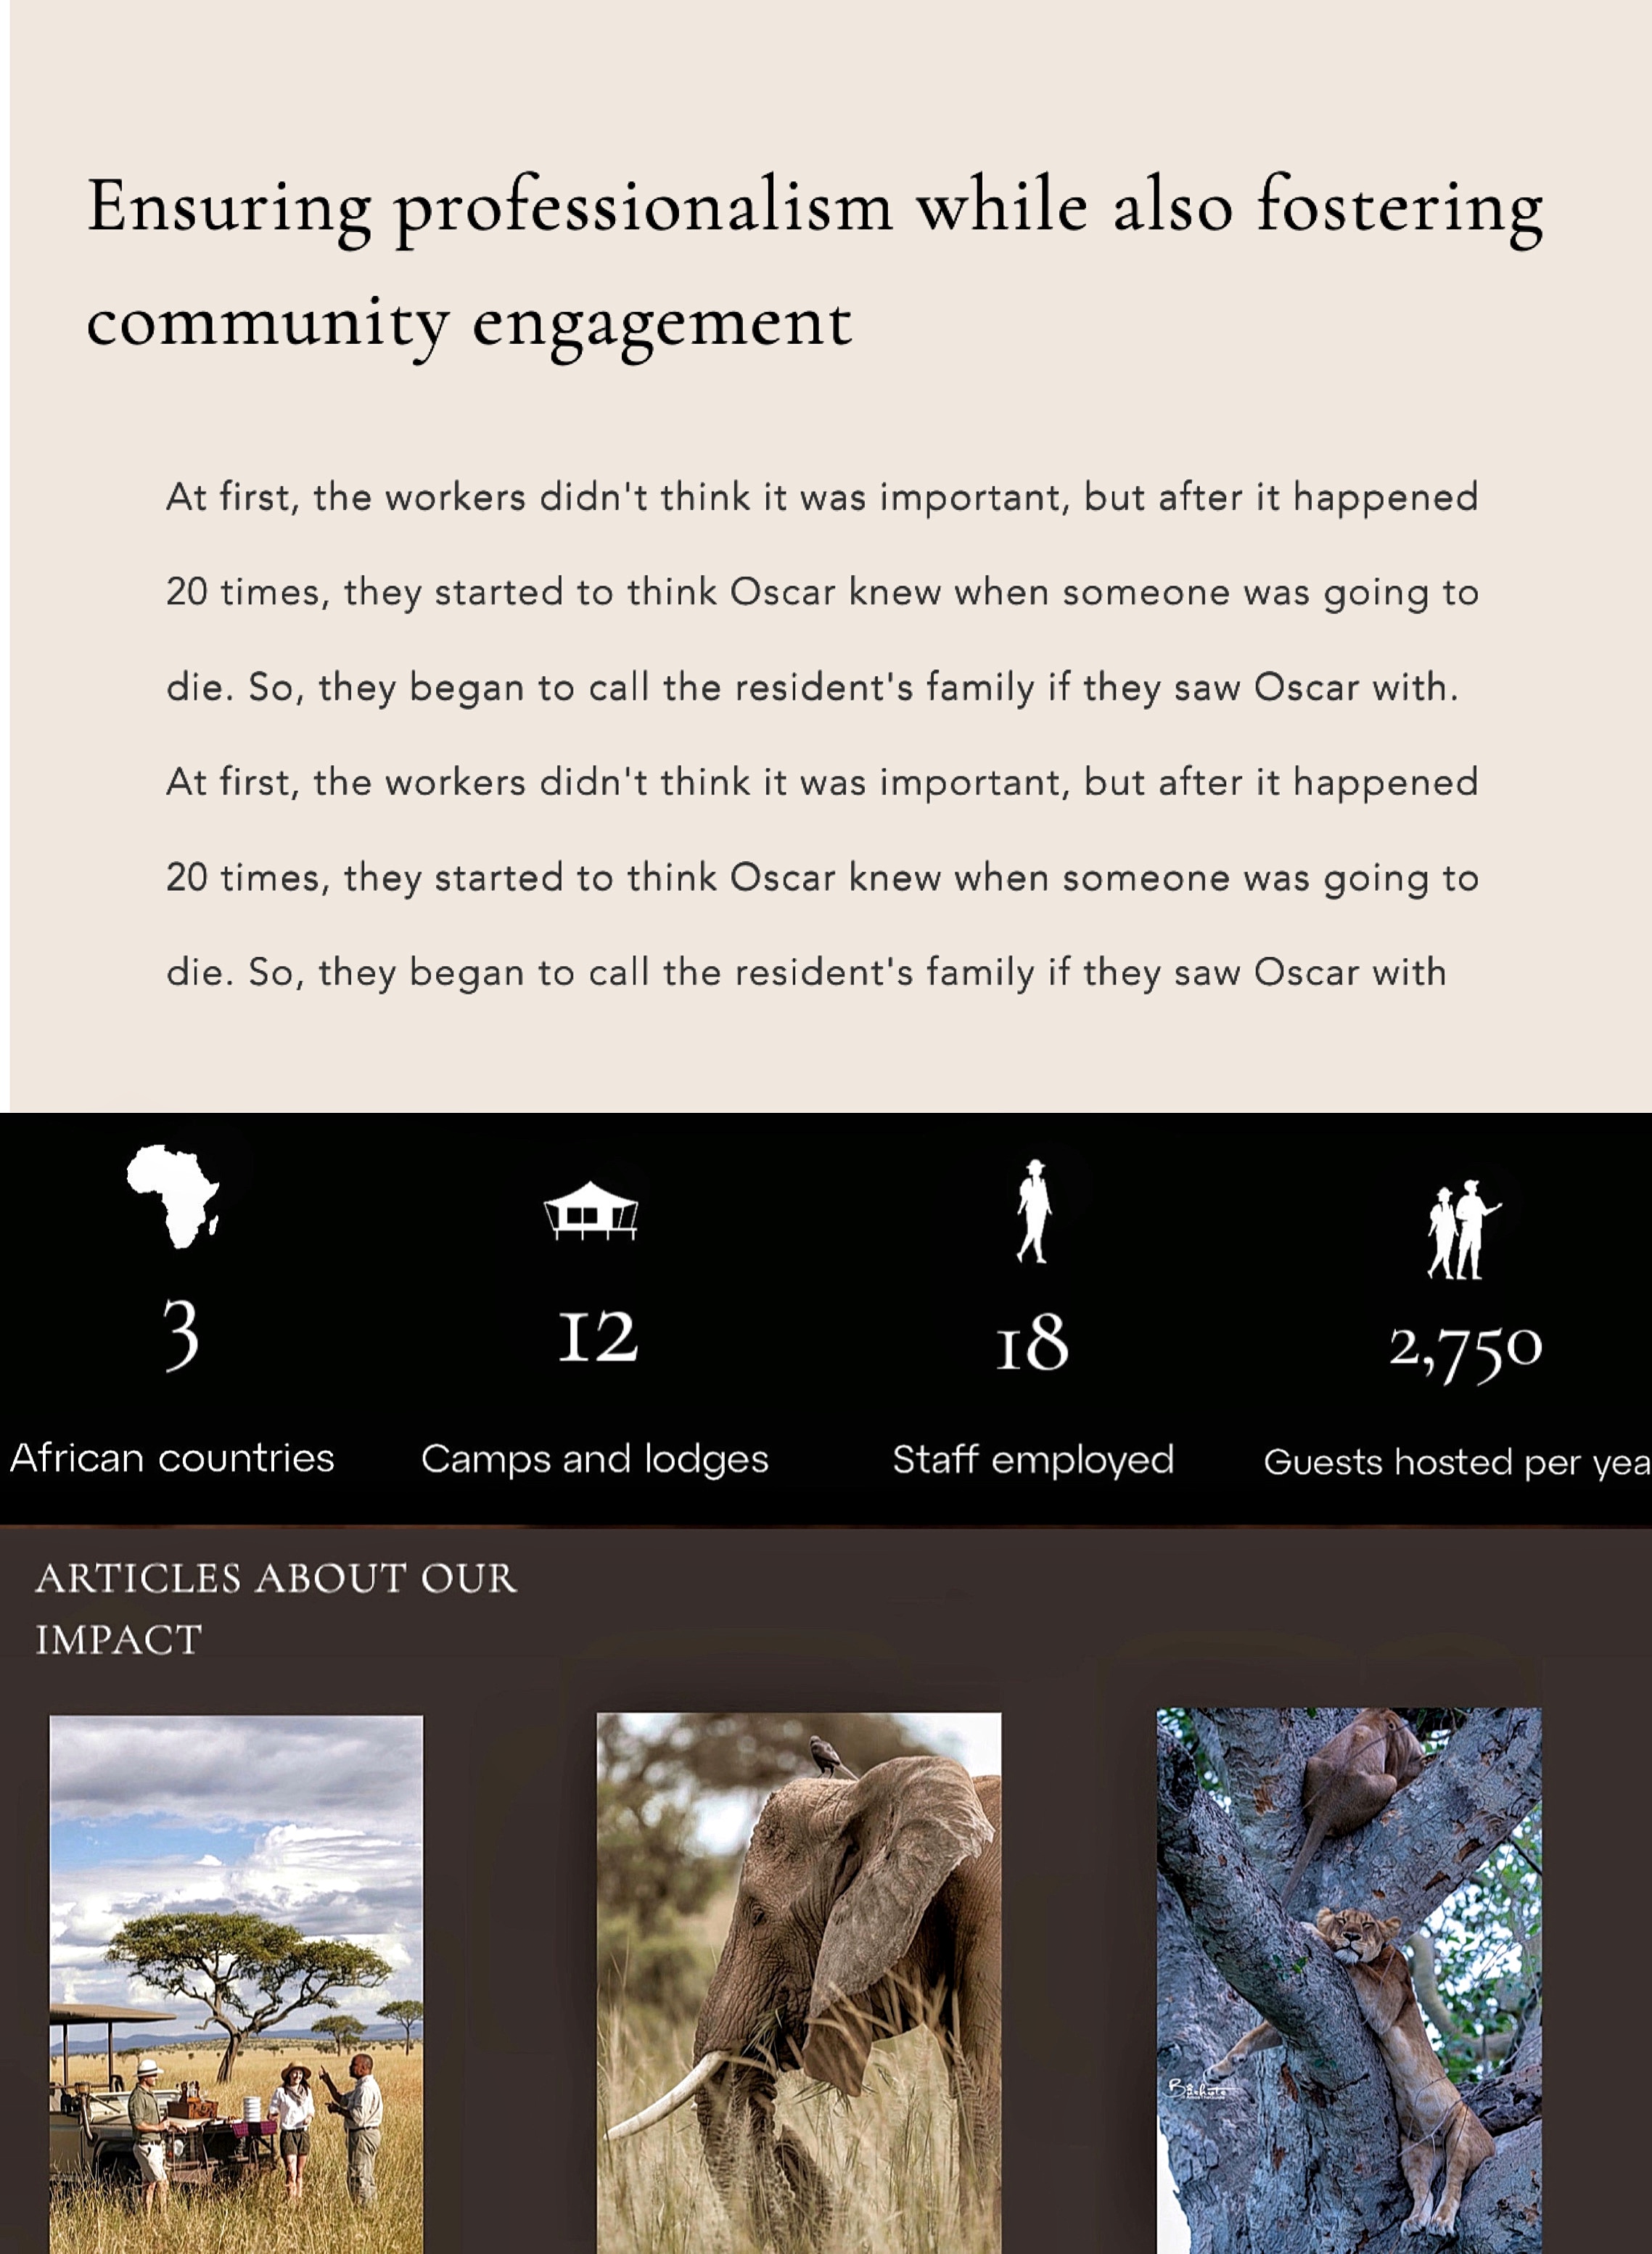 Ensuring professionalism while also fostering
community engagement
At first, the workers didn't think it was important, but after it happened
20 times, they started to think Oscar knew when someone was going to
die. So, they began to call the resident's family if they saw Oscar with.
At first, the workers didn't think it was important, but after it happened
20 times, they started to think Oscar knew when someone was going to
die. So, they began to call the resident's family if they saw Oscar with
3 12 18 2,750
African countries Camps and lodges Staff employed Guests hosted per yea
ARTICLES ABOUT OUR
IMPACT